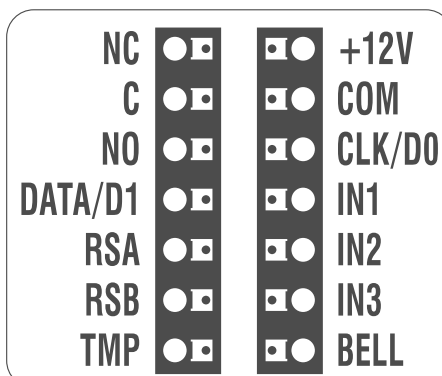 NC +12V
C COM
NO CLK/D0
DATA/D1 IN1
RSA IN2
RSB IN3
TMP BELL